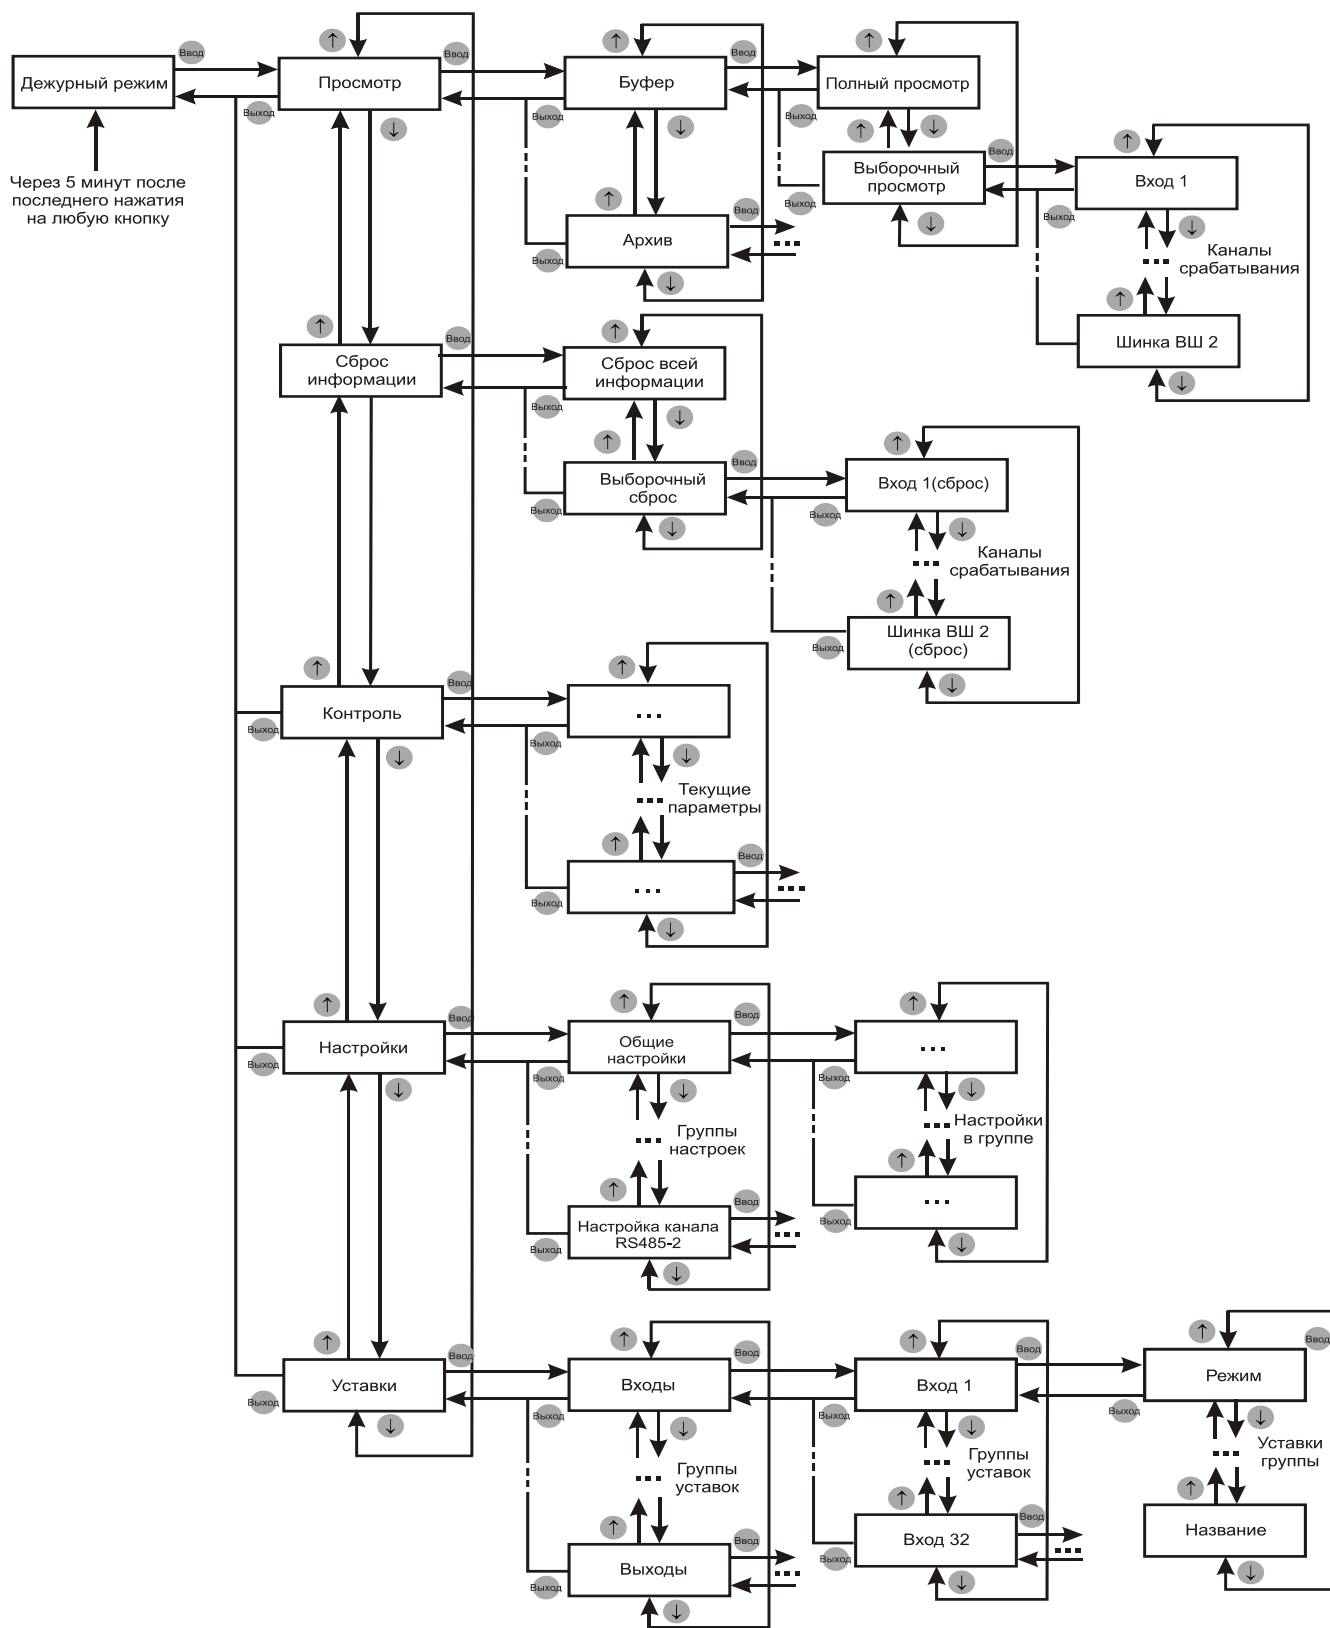 ↑
Ввод
Дежурный режим
Выход
Через 5 минут после
последнего нажатия
на любую кнопку
Просмотр
↓
Ввод
Выход
↑
Буфер
↓
Ввод
Выход
↑
Полный просмотр
↓
↑
Выборочный
просмотр
↓
Ввод
Выход
↑
Вход 1
↓
Каналы
срабатывания
...
↑
Шинка ВШ 2
↓
Выход
↑
Архив
↓
Ввод
...
Выход
↑
Сброс
информации
Ввод
Выход
↑
Сброс всей
информации
↓
↑
Выборочный
сброс
↓
Ввод
Выход
↑
Вход 1(сброс)
↓
Каналы
срабатывания
...
↑
Шинка ВШ 2
(сброс)
↓
Выход
Выход
↑
Контроль
↓
Ввод
Выход
Выход
↑
...
↓
Текущие
параметры
...
↑
...
↓
Ввод
...
Выход
↑
Настройки
↓
Ввод
Выход
Выход
↑
Общие
настройки
↓
Ввод
Выход
Группы
настроек
...
↑
Настройка канала
RS485-2
↓
Ввод
...
Выход
↑
...
↓
Настройки
в группе
...
↑
...
↓
Выход
↑
Уставки
↓
Ввод
Выход
Выход
↑
Входы
↓
Ввод
Выход
Группы
уставок
...
↑
Выходы
↓
Ввод
...
Выход
↑
Вход 1
↓
Ввод
Выход
Группы
уставок
...
↑
Вход 32
↓
Ввод
...
Выход
↑
Ввод
Режим
↓
Уставки
группы
...
↑
Название
↓